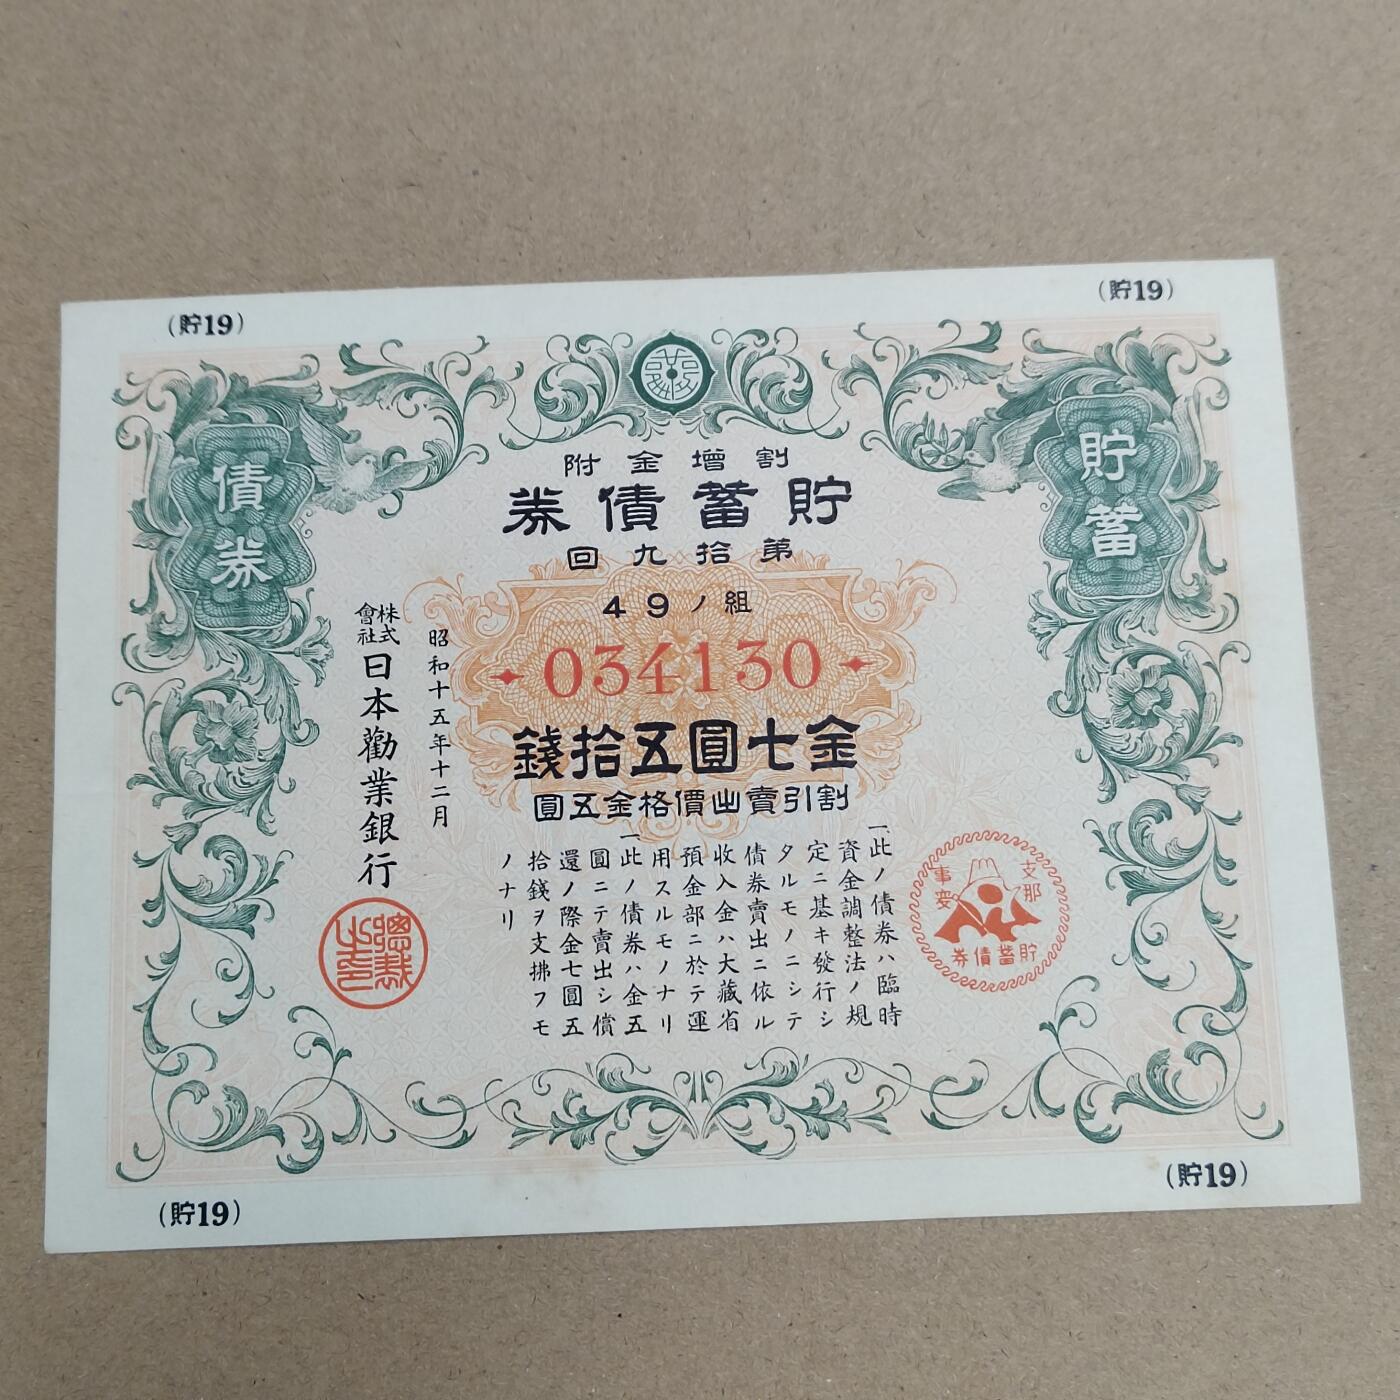 (貯19)
(貯19)
貯蓄
債券
割增金附
貯蓄債券
第拾九回
組ノ49
034130
金七圓五拾錢
割引賣出價格金五圓
一此ノ債券ハ臨時
資金調整法ノ規
定ニ基キ發行シ
タルモノニシテ
債券賣出ニ依ル
收入金ハ大藏省
預金部ニ於テ運
用スルモノナリ
一此ノ債券ハ金五
圓ニテ賣出シ償
還ノ際金七圓五
拾錢ヲ支拂フモ
ノナリ
昭和十五年十二月
株式會社日本勸業銀行
總裁之印
支那事変
貯蓄債券
(貯19)
(貯19)